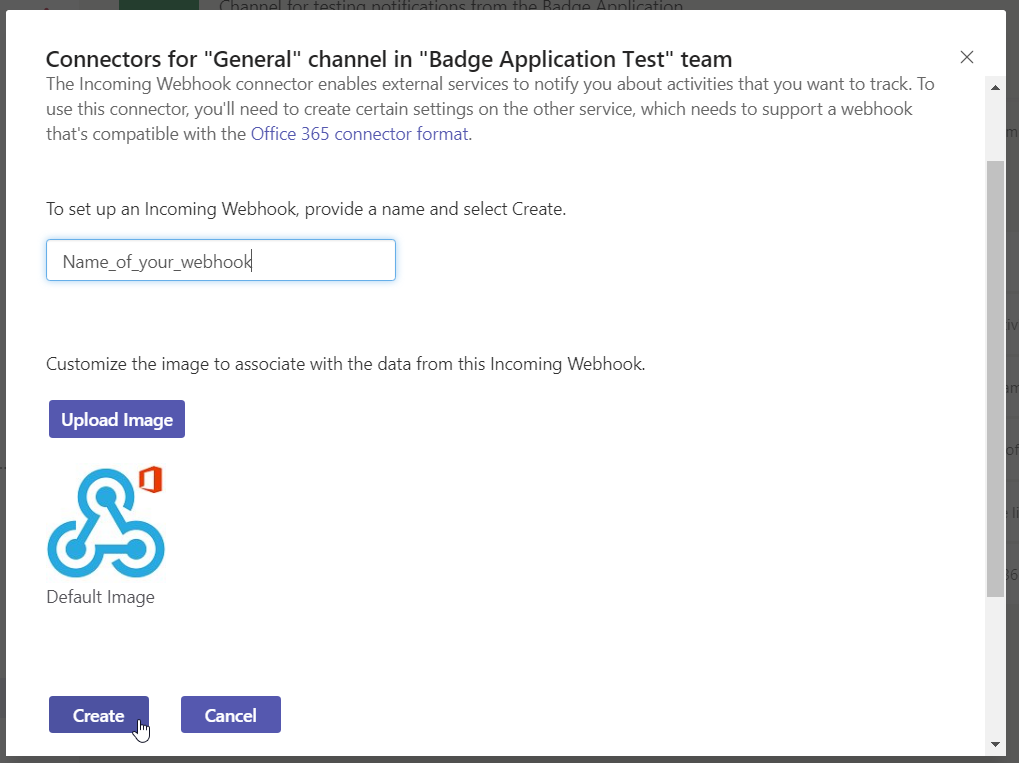 Channel for testing notifications from the Badge Application
Connectors for "General" channel in "Badge Application Test" team
The Incoming Webhook connector enables external services to notify you about activities that you want to track. To
use this connector, you'll need to create certain settings on the other service, which needs to support a webhook
that's compatible with the Office 365 connector format.
To set up an Incoming Webhook, provide a name and select Create.
Name_of_your_webhook
Customize the image to associate with the data from this Incoming Webhook.
Upload Image
Default Image
Create Cancel